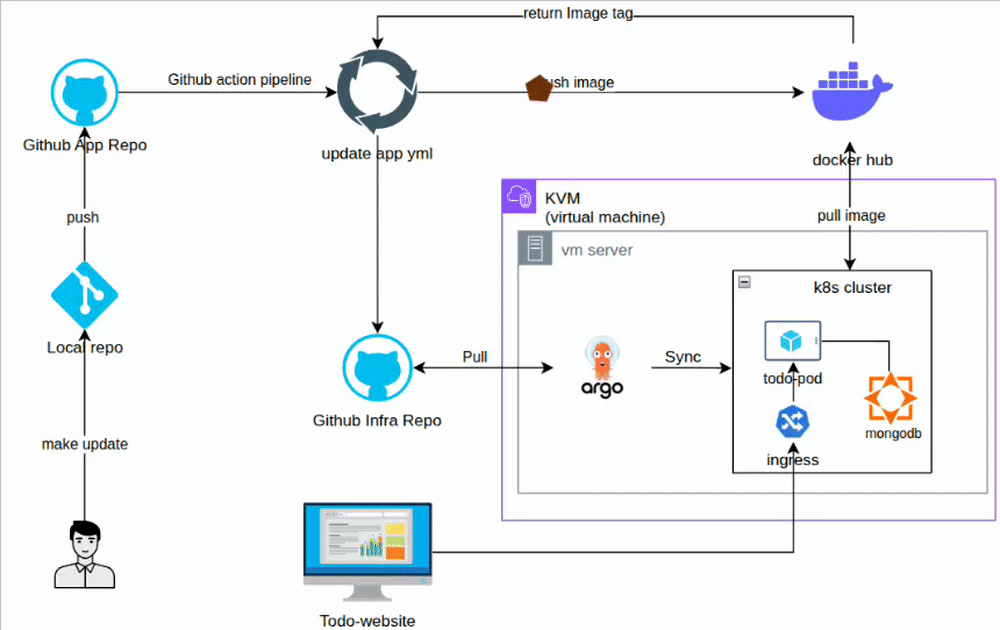 return Image tag
Github action pipeline
ush image
Github App Repo
update app yml
docker hub
KVM
(virtual machine)
push
pull image
vm server
k8s cluster
Local repo
Pull
argo
Sync
todo-pod
Github Infra Repo
mongodb
make update
ingress
Todo-website